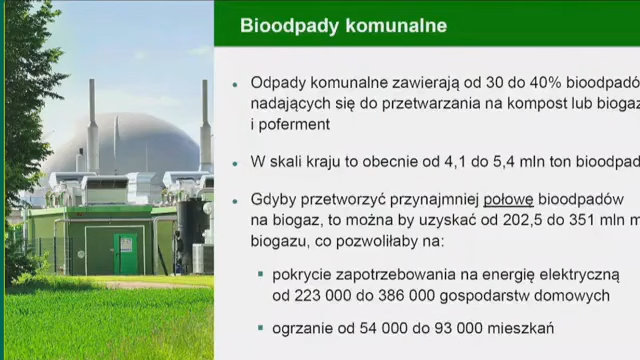 Bioodpady komunalne
Odpady komunalne zawierają od 30 do 40% bioodpadó
nadających się do przetwarzania na kompost lub biogaz
i poferment
W skali kraju to obecnie od 4,1 do 5,4 mln ton bioodpad
Gdyby przetworzyć przynajmniej połowę bioodpadów
na biogaz, to można by uzyskać od 202,5 do 351 mln m
biogazu, co pozwoliłaby na:
pokrycie zapotrzebowania na energię elektryczną
od 223 000 do 386 000 gospodarstw domowych
ogrzanie od 54 000 do 93 000 mieszkań